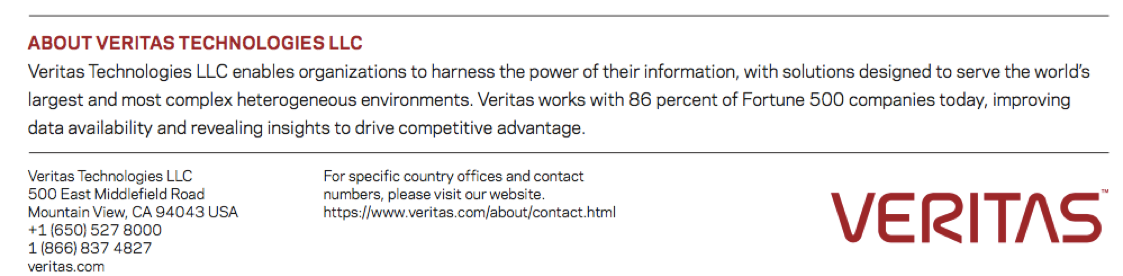 ABOUT VERITAS TECHNOLOGIES LLC
Veritas Technologies LLC enables organizations to harness the power of their information, with solutions designed to serve the world's
largest and most complex heterogeneous environments. Veritas works with 86 percent of Fortune 500 companies today, improving
data availability and revealing insights to drive competitive advantage.
Veritas Technologies LLC
500 East Middlefield Road
Mountain View, CA 94043 USA
+1 (650) 527 8000
1 (866) 837 4827
veritas.com
For specific country offices and contact
numbers, please visit our website.
https://www.veritas.com/about/contact.html
VERITAS™